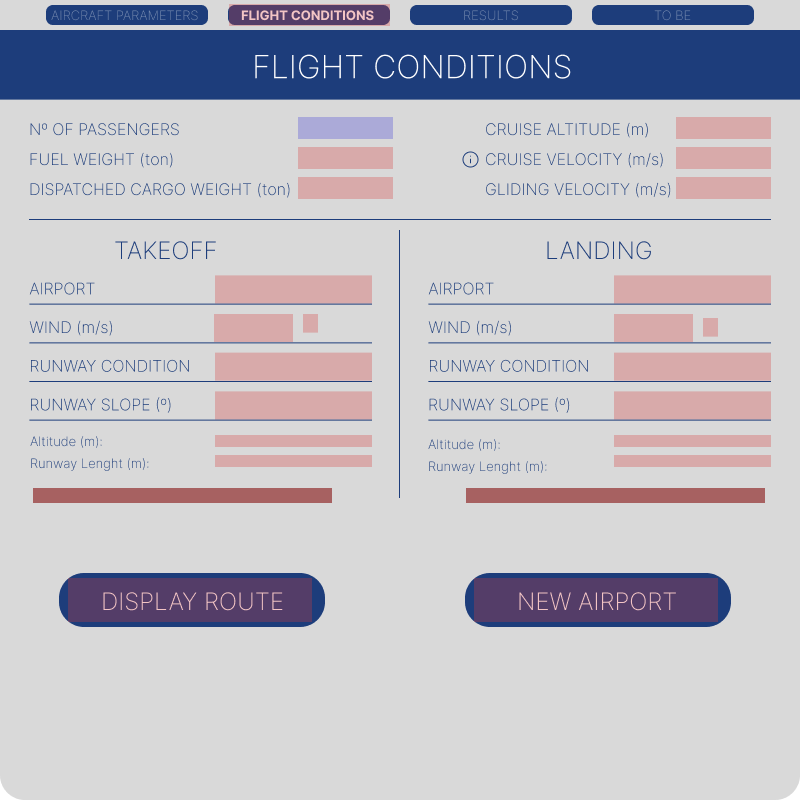 AIRCRAFT PARAMETERS
FLIGHT CONDITIONS
RESULTS
TO BE
FLIGHT CONDITIONS
Nº OF PASSENGERS
FUEL WEIGHT (ton)
DISPATCHED CARGO WEIGHT (ton)
CRUISE ALTITUDE (m)
CRUISE VELOCITY (m/s)
GLIDING VELOCITY (m/s)
TAKEOFF
AIRPORT
WIND (m/s)
RUNWAY CONDITION
RUNWAY SLOPE (º)
Altitude (m):
Runway Lenght (m):
LANDING
AIRPORT
WIND (m/s)
RUNWAY CONDITION
RUNWAY SLOPE (º)
Altitude (m):
Runway Lenght (m):
DISPLAY ROUTE
NEW AIRPORT